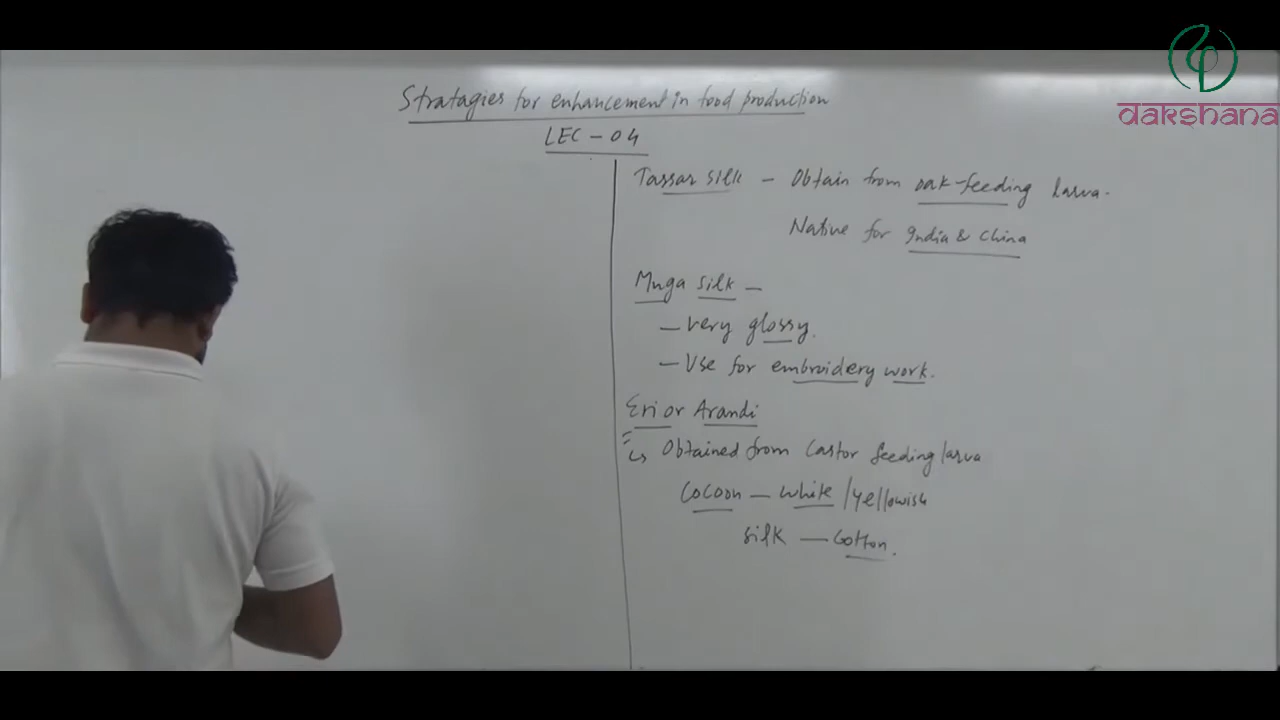 dakshana
Stratagies for enhancement in food production
LEC - 04
Tassar silk - Obtain from oak-feeding larva.
Native for India & China
Muga silk -
- Very glossy.
- Use for embroidery work.
Eri or Arandi
Obtained from Castor feeding larva
Cocoon - white / yellowish
silk - Cotton.